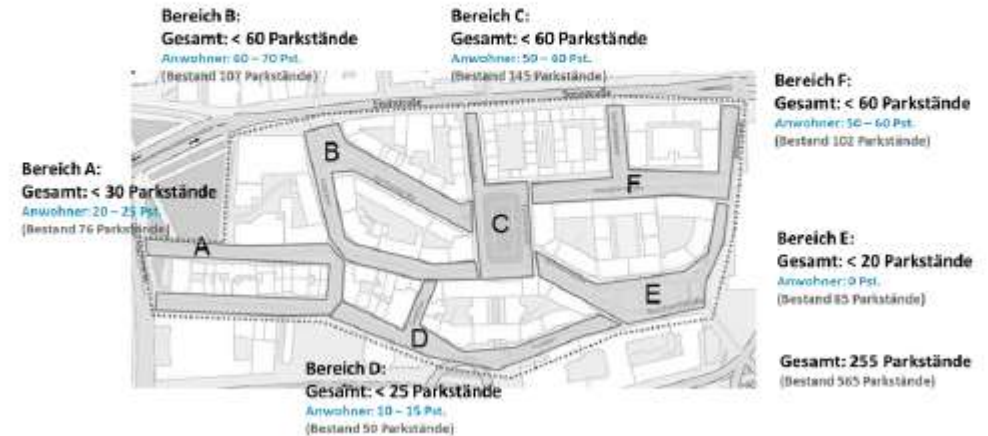 Bereich B:
Gesamt: < 60 Parkstände
Anwohner: 60 – 70 Pst.
(Bestand 107 Parkstände)
Bereich C:
Gesamt: < 60 Parkstände
Anwohner: 50 – 60 Pst.
(Bestand 145 Parkstände)
Bereich F:
Gesamt: < 60 Parkstände
Anwohner: 50 – 60 Pst.
(Bestand 102 Parkstände)
Bereich A:
Gesamt: < 30 Parkstände
Anwohner: 20 – 25 Pst.
(Bestand 76 Parkstände)
B
F
C
A
Bereich E:
Gesamt: < 20 Parkstände
Anwohner: 0 Pst.
(Bestand 85 Parkstände)
E
D
Gesamt: 255 Parkstände
(Bestand 565 Parkstände)
Bereich D:
Gesamt: < 25 Parkstände
Anwohner: 10 – 15 Pst.
(Bestand 50 Parkstände)